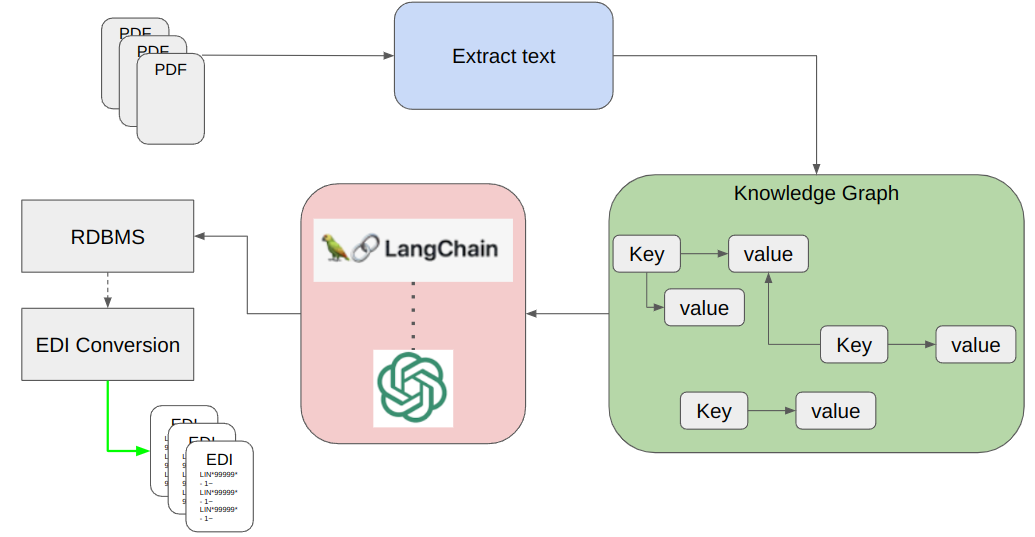 PDF
PDF
PDF
Extract text
Knowledge Graph
Key
value
value
Key
value
Key
value
LangChain
RDBMS
EDI Conversion
EDI
EDI
EDI
LIN*99999*
- 1~
LIN*99999*
- 1~
LIN*99999*
- 1~